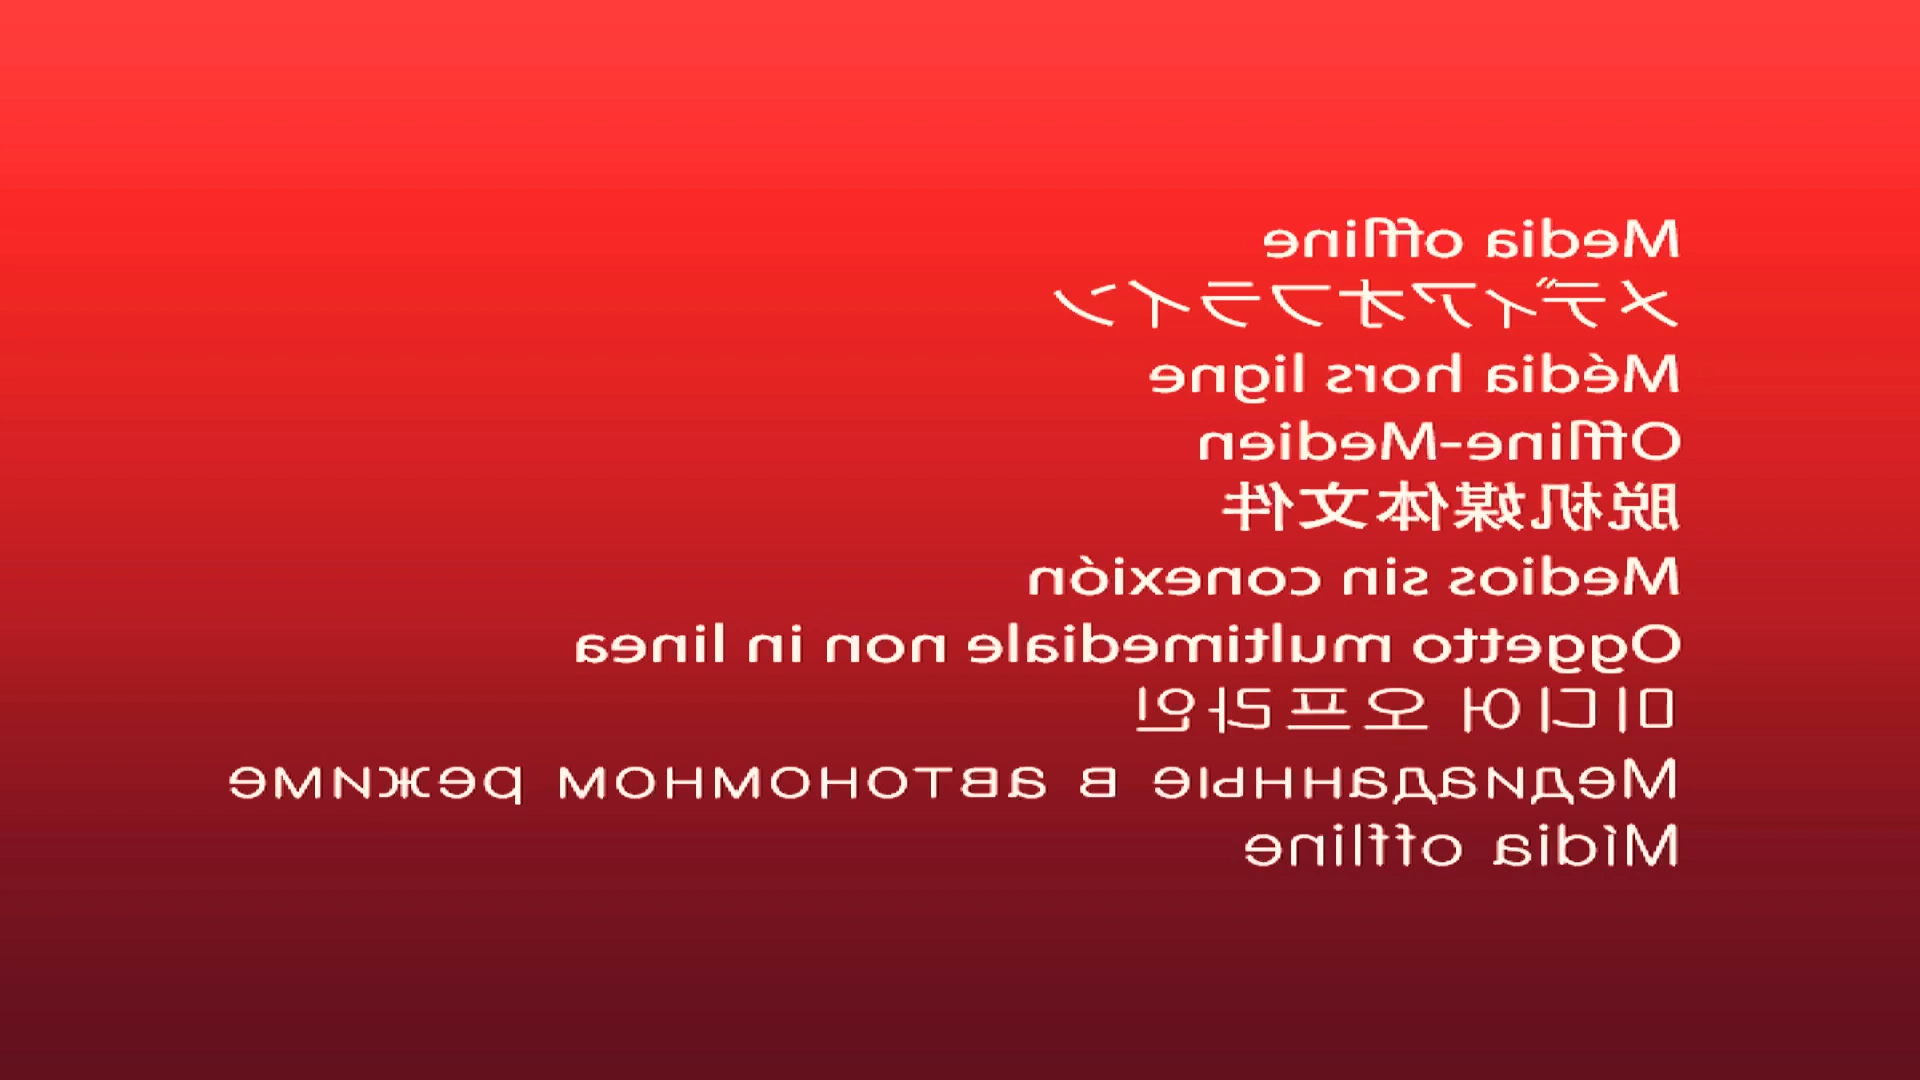 Media offline
メディアオフライン
Média hors ligne
Offline-Medien
脱机媒体文件
Medios sin conexión
Oggetto multimediale non in linea
미디어 오프라인
Медиаданные в автономном режиме
Mídia offline